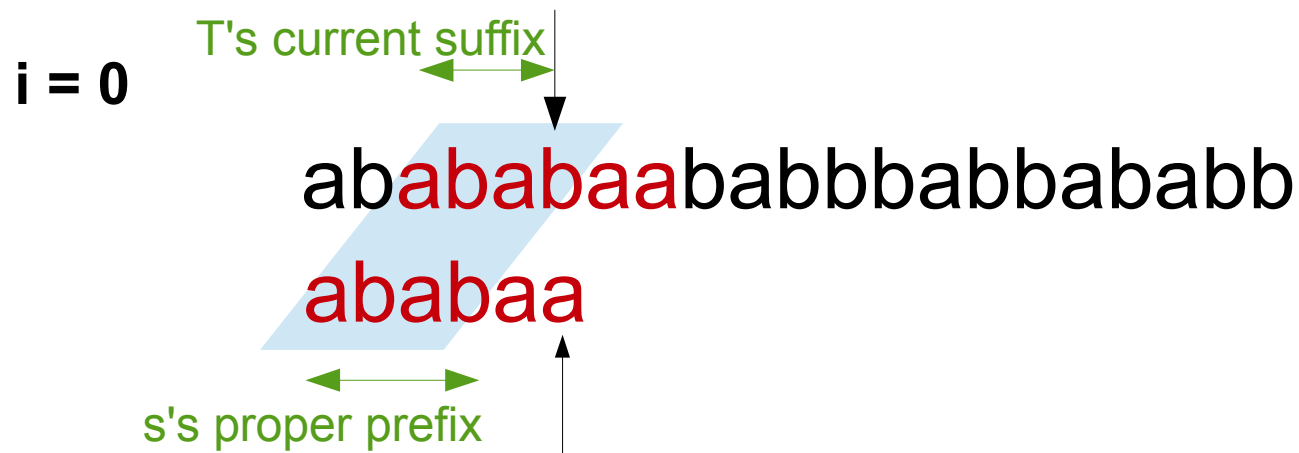 T's current suffix
i = 0
abababaababbbabbababb
ababaa
s's proper prefix